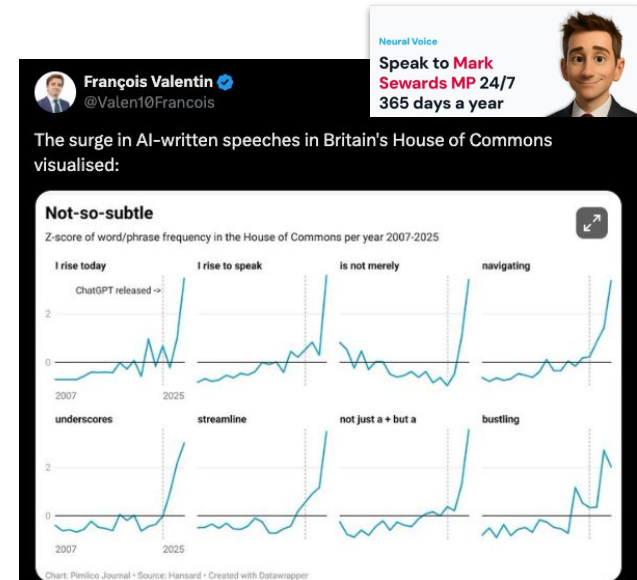 Neural Voice
Speak to Mark
Sewards MP 24/7
365 days a year
François Valentin
@Valen10Francois
The surge in AI-written speeches in Britain's House of Commons
visualised:
Not-so-subtle
Z-score of word/phrase frequency in the House of Commons per year 2007-2025
I rise today
I rise to speak
is not merely
navigating
ChatGPT released ->
2
0
2007
2025
underscores
streamline
not just a + but a
bustling
2
0
2007
2025
Chart: Pimlico Journal • Source: Hansard • Created with Datawrapper